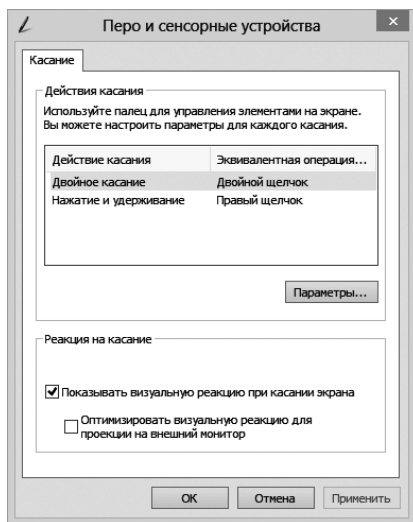 Перо и сенсорные устройства
Касание
Действия касания
Используйте палец для управления элементами на экране.
Вы можете настроить параметры для каждого касания.
Действие касания Эквивалентная операция...
Двойное касание Двойной щелчок
Нажатие и удерживание Правый щелчок
Параметры...
Реакция на касание
Показывать визуальную реакцию при касании экрана
Оптимизировать визуальную реакцию для
проекции на внешний монитор
ОК Отмена Применить